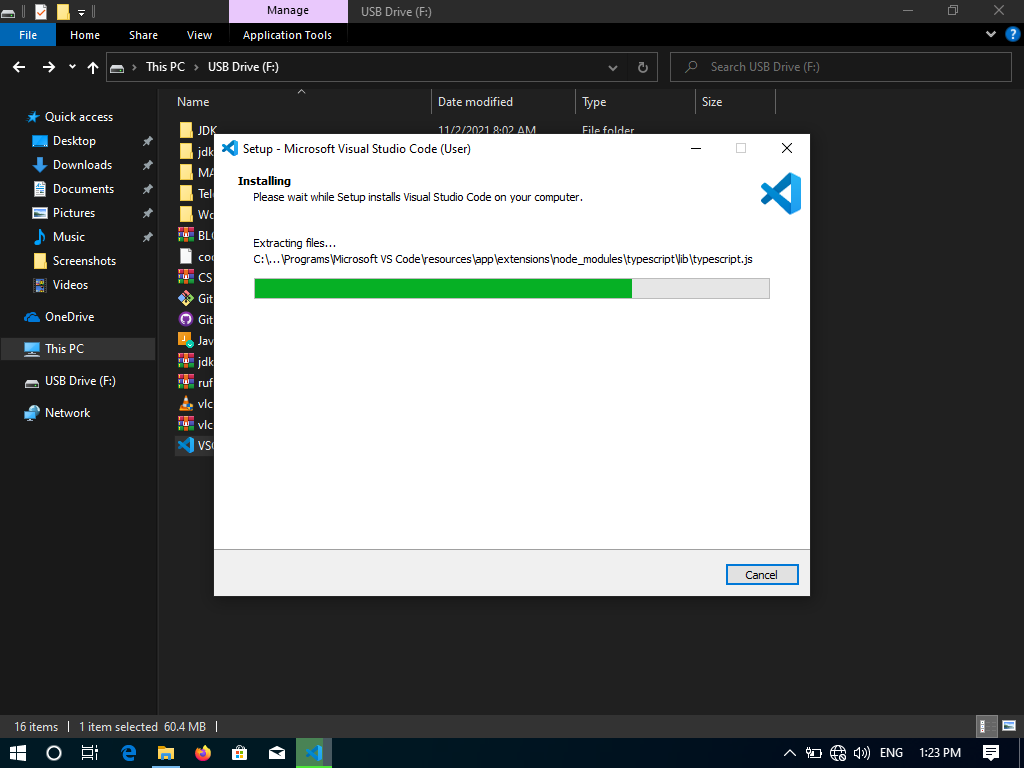 Manage
USB Drive (F:)
File
Home
Share
View
Application Tools
This PC
USB Drive (F:)
Search USB Drive (F:)
Name
Date modified
Type
Size
Quick access
Desktop
Downloads
Documents
Pictures
Music
Screenshots
Videos
OneDrive
This PC
USB Drive (F:)
Network
JDK
11/2/2021 8:02 AM
File folder
jdk
Tel
BL
coo
CS
Git
Git
Jav
jdk
ruf
vlc
vlc
VSC
Setup - Microsoft Visual Studio Code (User)
Installing
Please wait while Setup installs Visual Studio Code on your computer.
Extracting files...
C:\...\Programs\Microsoft VS Code\resources\app\extensions\node_modules\typescript\lib\typescript.js
Cancel
16 items
1 item selected 60.4 MB
ENG
1:23 PM